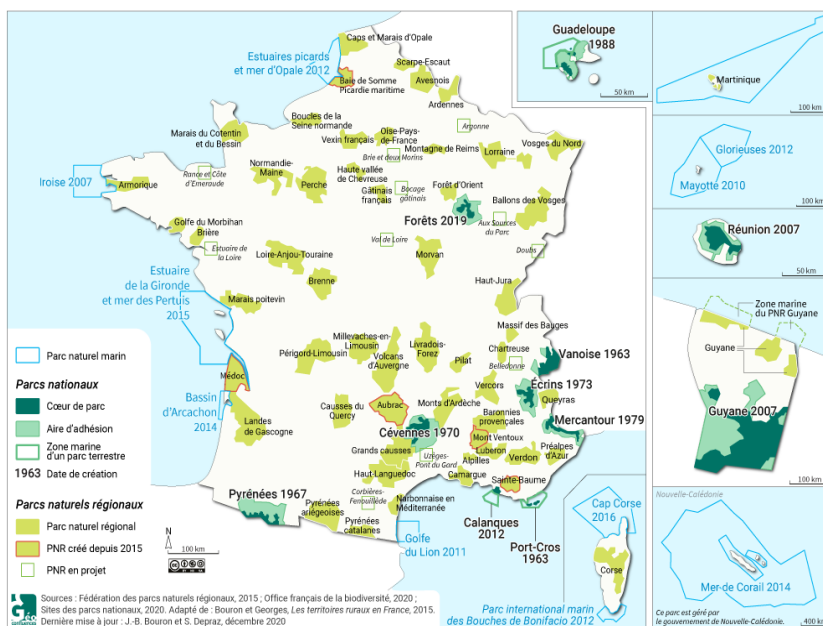 Caps et Marais d'Opale
Estuaires picards
et mer d'Opale 2012
Scarpe-Escaut
Baie de Somme
Picardie maritime
Avesnois
Ardennes
Boucles de
la Seine normande
Marais du Cotentin
et du Bessin
Vexin français
Oise-Pays-
de-France
Argonne
Montagne de Reims
Brie et deux Morins
Lorraine
Vosges du Nord
Iroise 2007
Armorique
Rance et Côte
d'Emeraude
Normandie-
Maine
Perche
Haute vallée
de Chevreuse
Gâtinais
français
Bocage
gâtinais
Forêt d'Orient
Ballons des Vosges
Forêts 2019
Aux Sources
du Parc
Golfe du Morbihan
Brière
Estuaire de
la Loire
Val de Loire
Doubs
Loire-Anjou-Touraine
Morvan
Brenne
Haut-Jura
Estuaire
de la Gironde
et mer des Pertuis
2015
Marais poitevin
Massif des Bauges
Millevaches-en-
Limousin
Livradois-
Forez
Chartreuse
Périgord-Limousin
Volcans
d'Auvergne
Pilat
Belledonne
Vanoise 1963
Médoc
Vercors
Écrins 1973
Queyras
Bassin
d'Arcachon
2014
Causses du
Quercy
Aubrac
Monts d'Ardèche
Baronnies
provençales
Mercantour 1979
Landes
de Gascogne
Cévennes 1970
Mont Ventoux
Préalpes
d'Azur
Grands causses
Uzèges-
Pont du Gard
Luberon
Alpilles
Verdon
Haut-Languedoc
Camargue
Sainte-Baume
Pyrénées 1967
Corbières-
Fenouillède
Narbonnaise en
Méditerranée
Pyrénées
ariégeoises
Pyrénées
catalanes
Golfe
du Lion 2011
Calanques
2012
Port-Cros
1963
Cap Corse
2016
Corse
Parc international marin
des Bouches de Bonifacio 2012
Parc naturel marin
Parcs nationaux
Cœur de parc
Aire d'adhésion
Zone marine
d'un parc terrestre
1963 Date de création
Parcs naturels régionaux
Parc naturel régional
PNR créé depuis 2015
PNR en projet
N
100 km
cc
BY NC SA
Guadeloupe
1988
50 km
Martinique
100 km
Glorieuses 2012
Mayotte 2010
100 km
Réunion 2007
50 km
Zone marine
du PNR Guyane
Guyane
Guyane 2007
100 km
Nouvelle-Calédonie
Mer de Corail 2014
Ce parc est géré par
le gouvernement de Nouvelle-Calédonie.
400 km
Géo
confluences
Sources : Fédération des parcs naturels régionaux, 2015 ; Office français de la biodiversité, 2020 ;
Sites des parcs nationaux, 2020. Adapté de : Bouron et Georges, Les territoires ruraux en France, 2015.
Dernière mise à jour : J.-B. Bouron et S. Depraz, décembre 2020